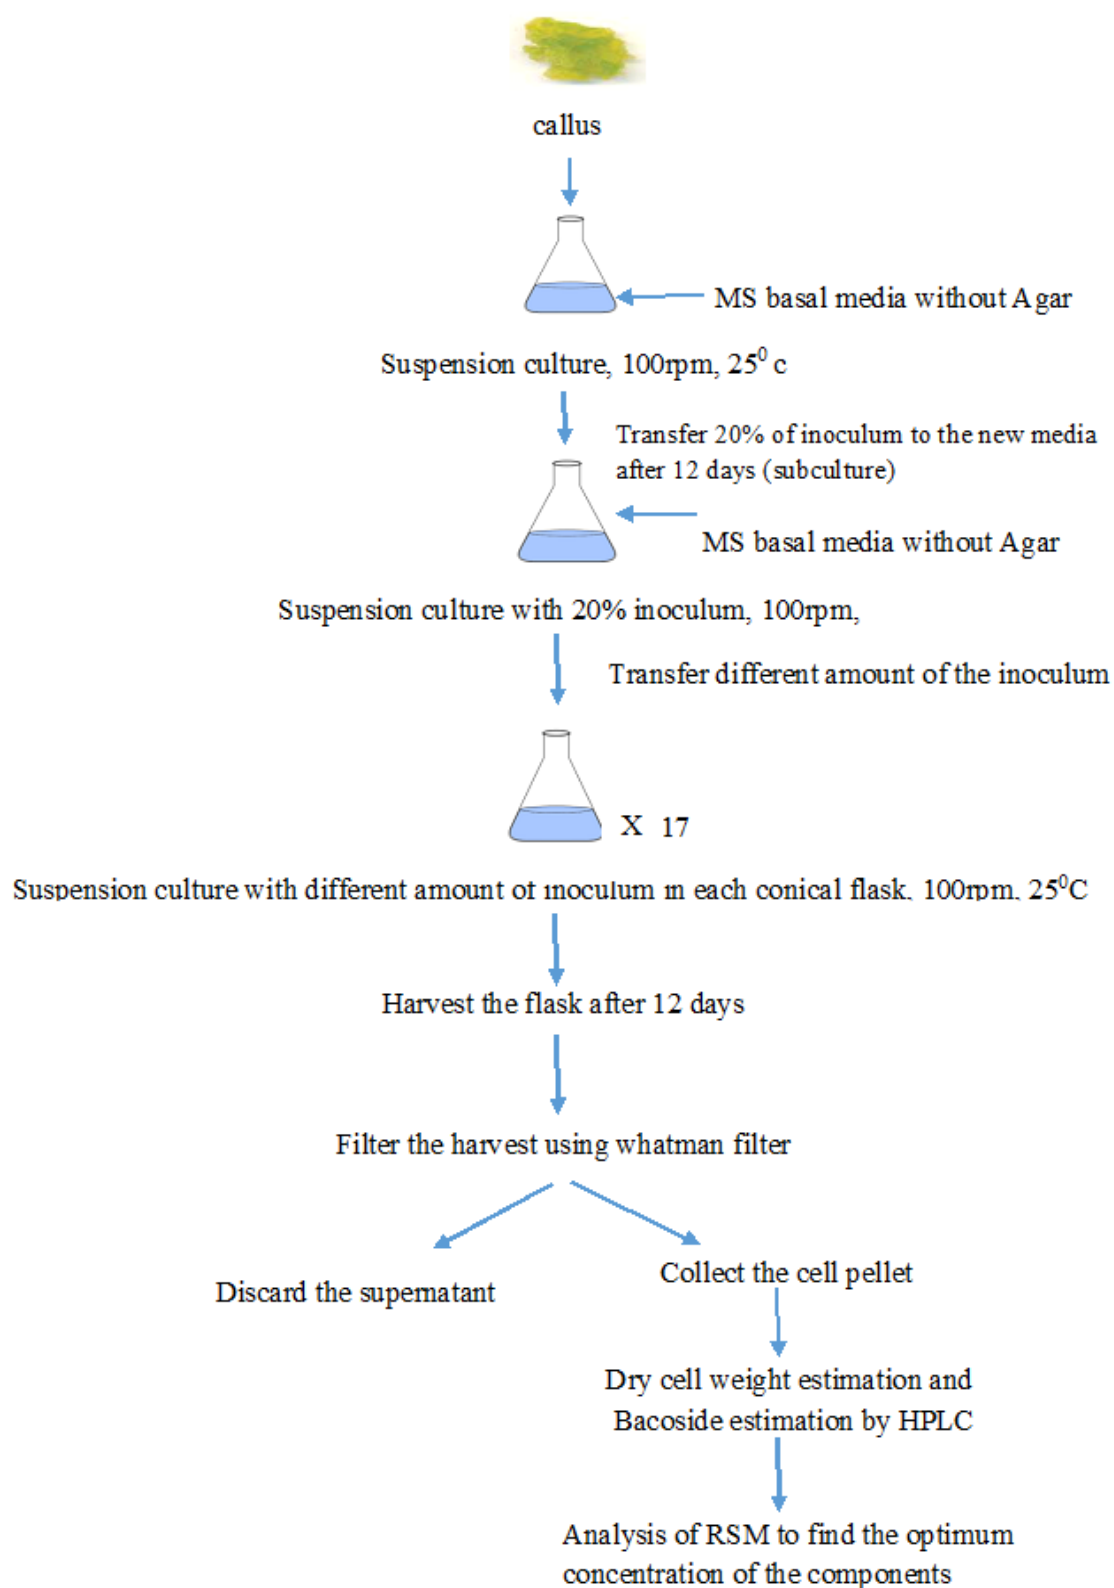 callus
MS basal media without Agar
Suspension culture, 100rpm, 25⁰ c
Transfer 20% of inoculum to the new media
after 12 days (subculture)
MS basal media without Agar
Suspension culture with 20% inoculum, 100rpm,
Transfer different amount of the inoculum
X 17
Suspension culture with different amount of inoculum in each conical flask, 100rpm, 25⁰C
Harvest the flask after 12 days
Filter the harvest using whatman filter
Discard the supernatant
Collect the cell pellet
Dry cell weight estimation and
Bacoside estimation by HPLC
Analysis of RSM to find the optimum
concentration of the components